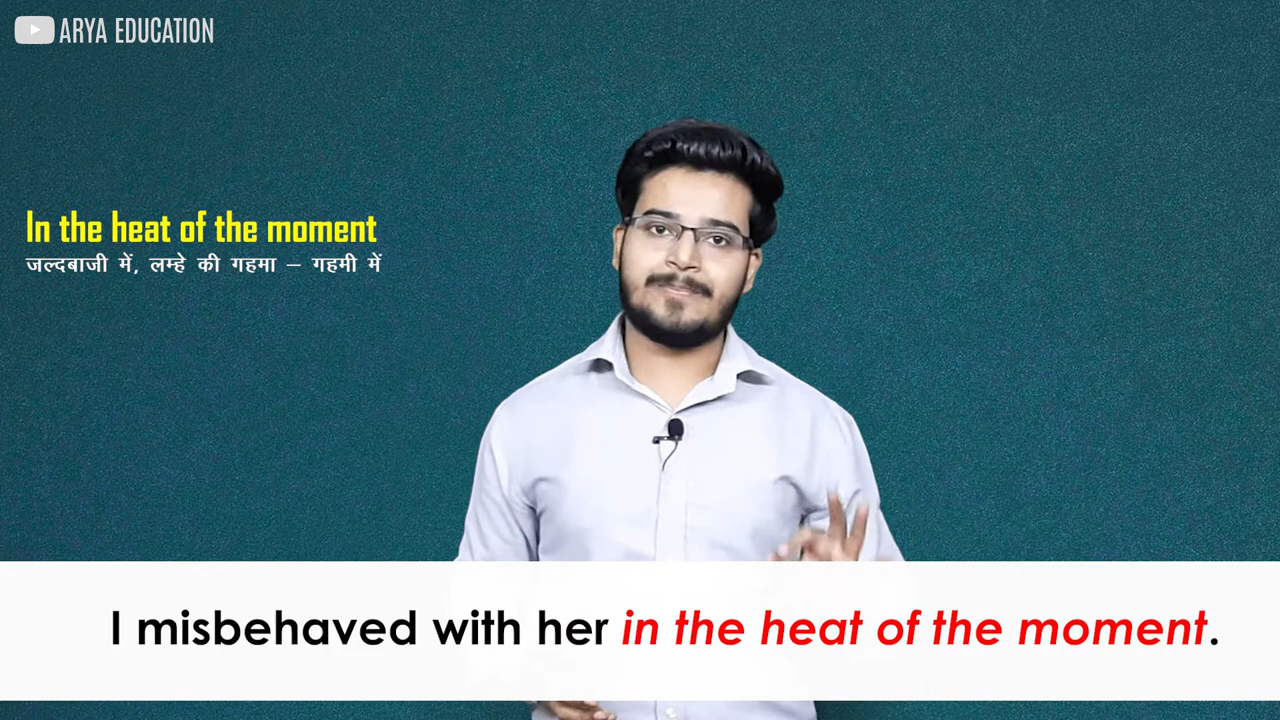 ARYA EDUCATION
In the heat of the moment
जल्दबाजी में, लम्हे की गहमा – गहमी में
I misbehaved with her in the heat of the moment.